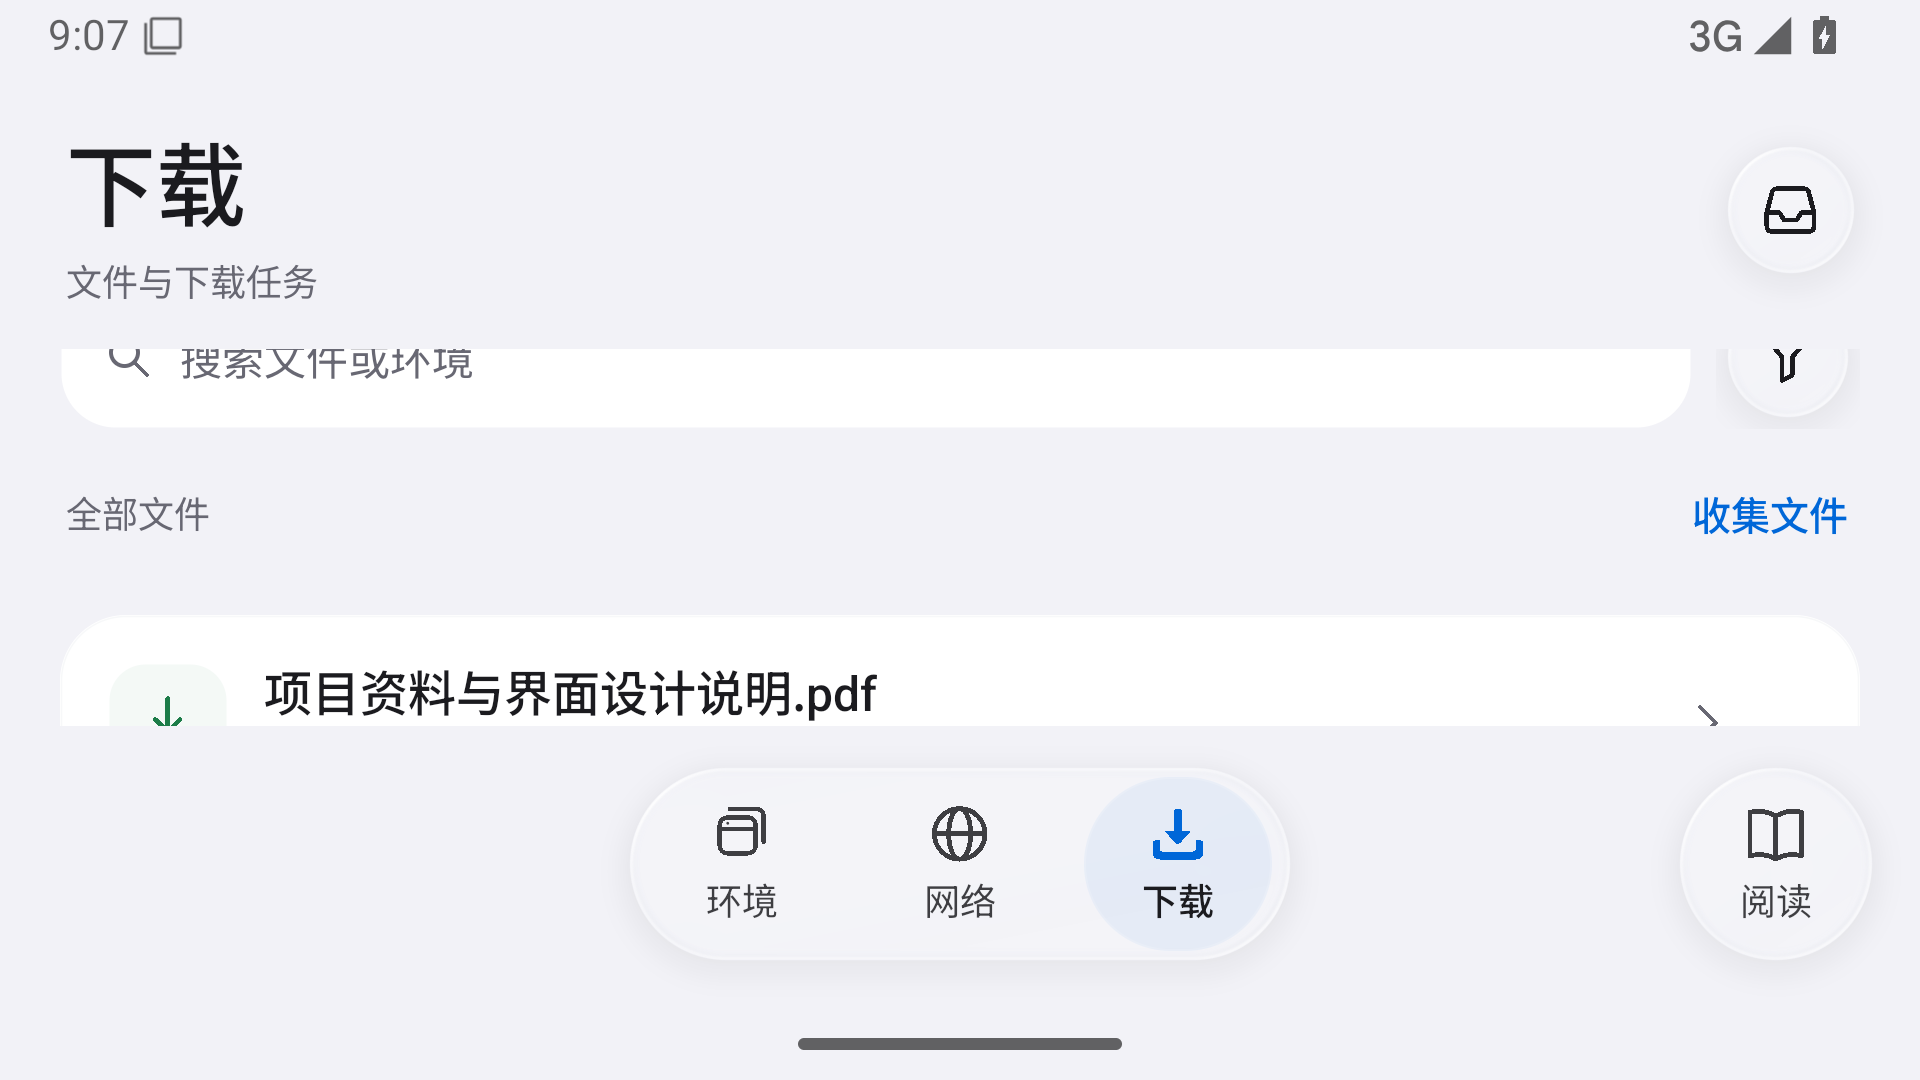 9:07
3G
下载
文件与下载任务
搜索文件或环境
全部文件
收集文件
项目资料与界面设计说明.pdf
环境
网络
下载
阅读